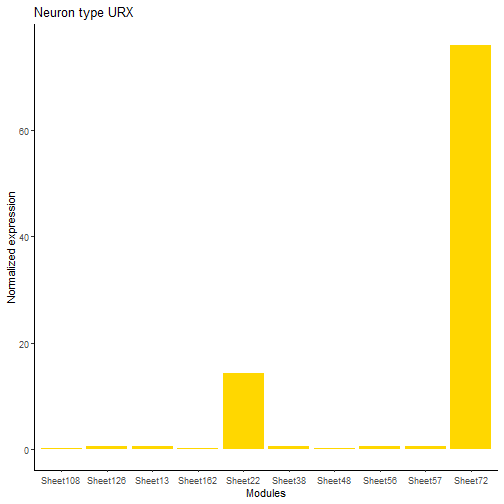 Neuron type URX
Normalized expression
60
40
20
0
Sheet108 Sheet126 Sheet13 Sheet162 Sheet22 Sheet38 Sheet48 Sheet56 Sheet57 Sheet72
Modules